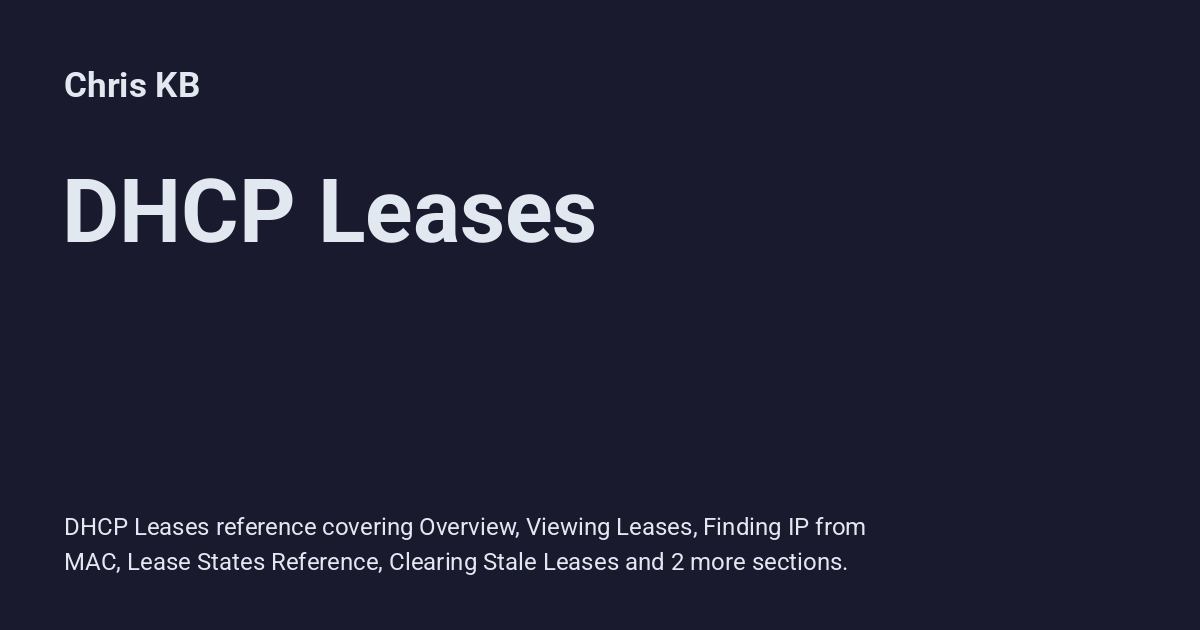 Chris KB
DHCP Leases
DHCP Leases reference covering Overview, Viewing Leases, Finding IP from
MAC, Lease States Reference, Clearing Stale Leases and 2 more sections.